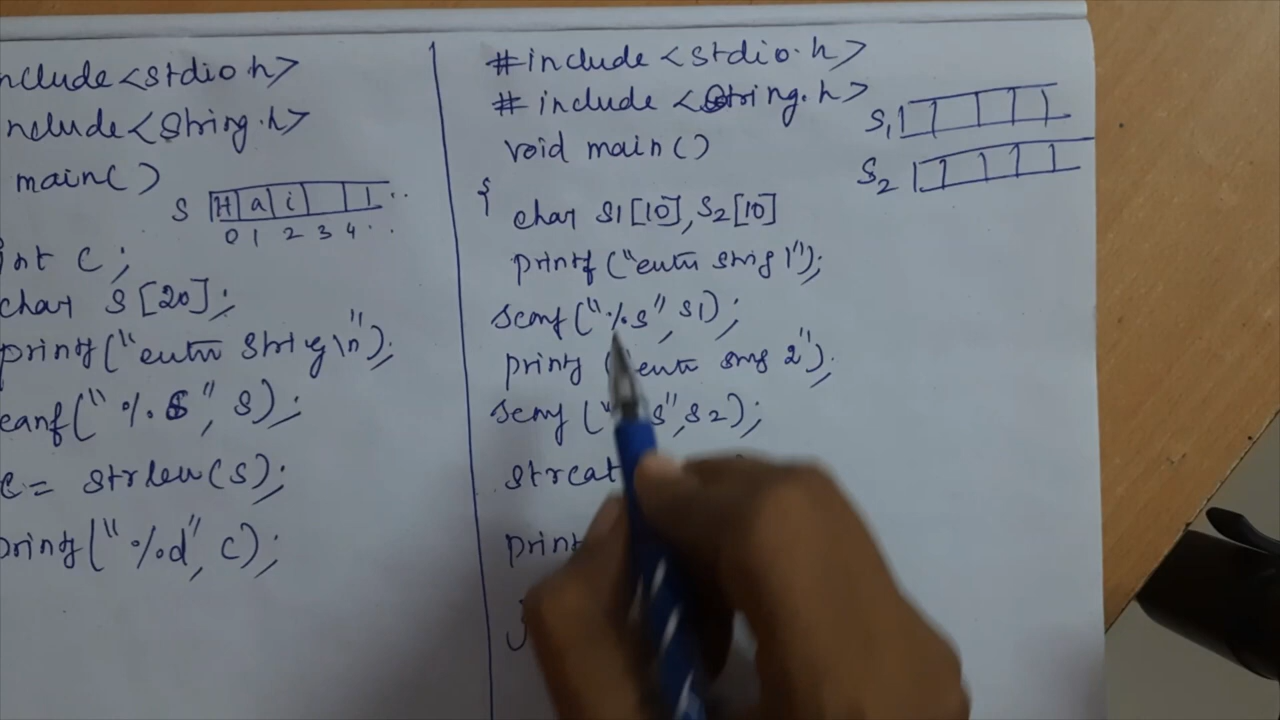 nclude <stdio.h>
nclude <string.h>
main()
S H a i
0 1 2 3 4 . . .
int c;
char s[20];
printf("enter string\n");
canf("%s", s);
c = strlen(s);
printf("%d", c);
#include <stdio.h>
#include <string.h>
void main()
S1
S2
{
char s1[10], s2[10]
printf("enter string 1");
scanf("%s", s1);
printf( enter string 2");
scanf(" s", s2);
strcat
print
}